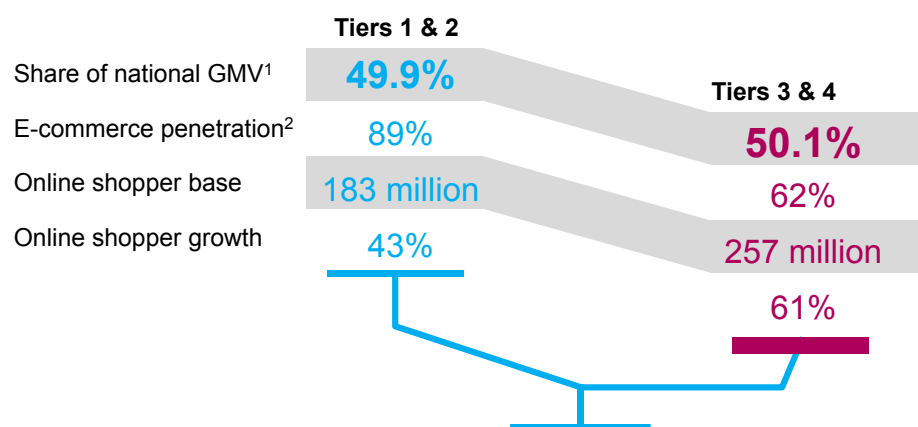 Tiers 1 & 2
Share of national GMV1
49.9%
Tiers 3 & 4
E-commerce penetration2
89%
50.1%
Online shopper base
183 million
62%
Online shopper growth
43%
257 million
61%